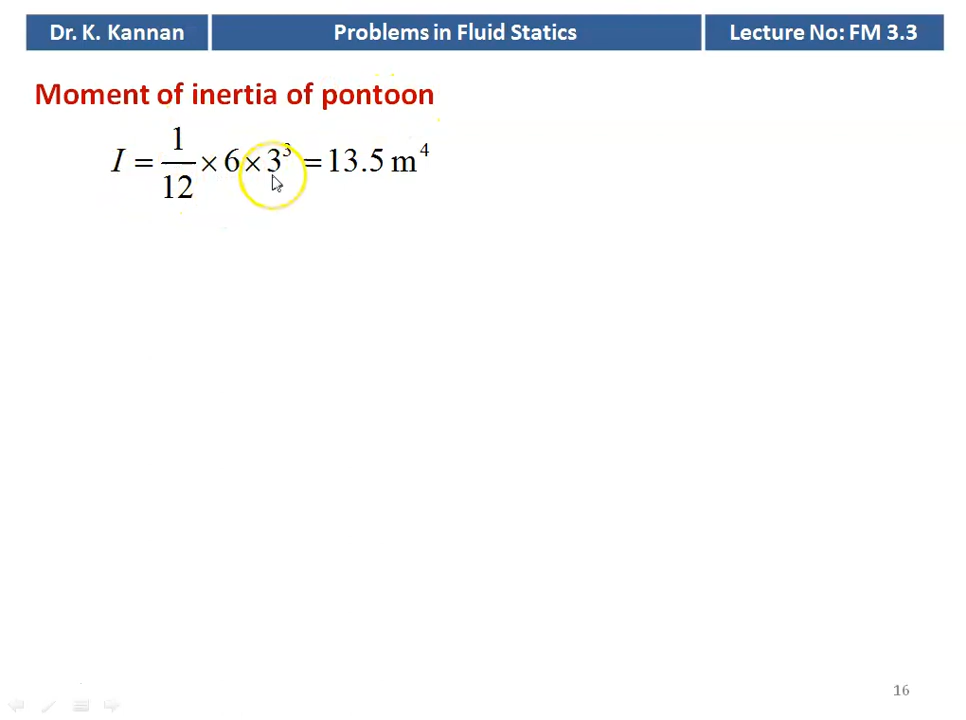 Dr. K. Kannan Problems in Fluid Statics Lecture No: FM 3.3
Moment of inertia of pontoon
I = 1/12 × 6 × 3³ = 13.5 m⁴
16